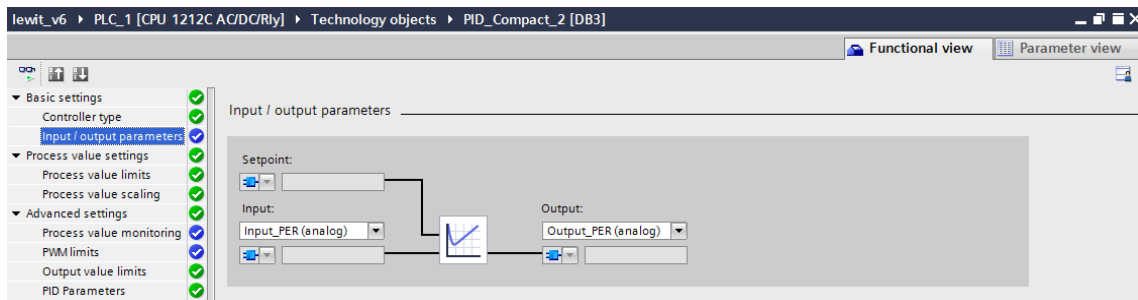 lewit_v6 ▸ PLC_1 [CPU 1212C AC/DC/Rly] ▸ Technology objects ▸ PID_Compact_2 [DB3]
Functional view
Parameter view
Basic settings
Controller type
Input / output parameters
Process value settings
Process value limits
Process value scaling
Advanced settings
Process value monitoring
PWM limits
Output value limits
PID Parameters
Input / output parameters
Setpoint:
Input:
Input_PER (analog)
Output:
Output_PER (analog)